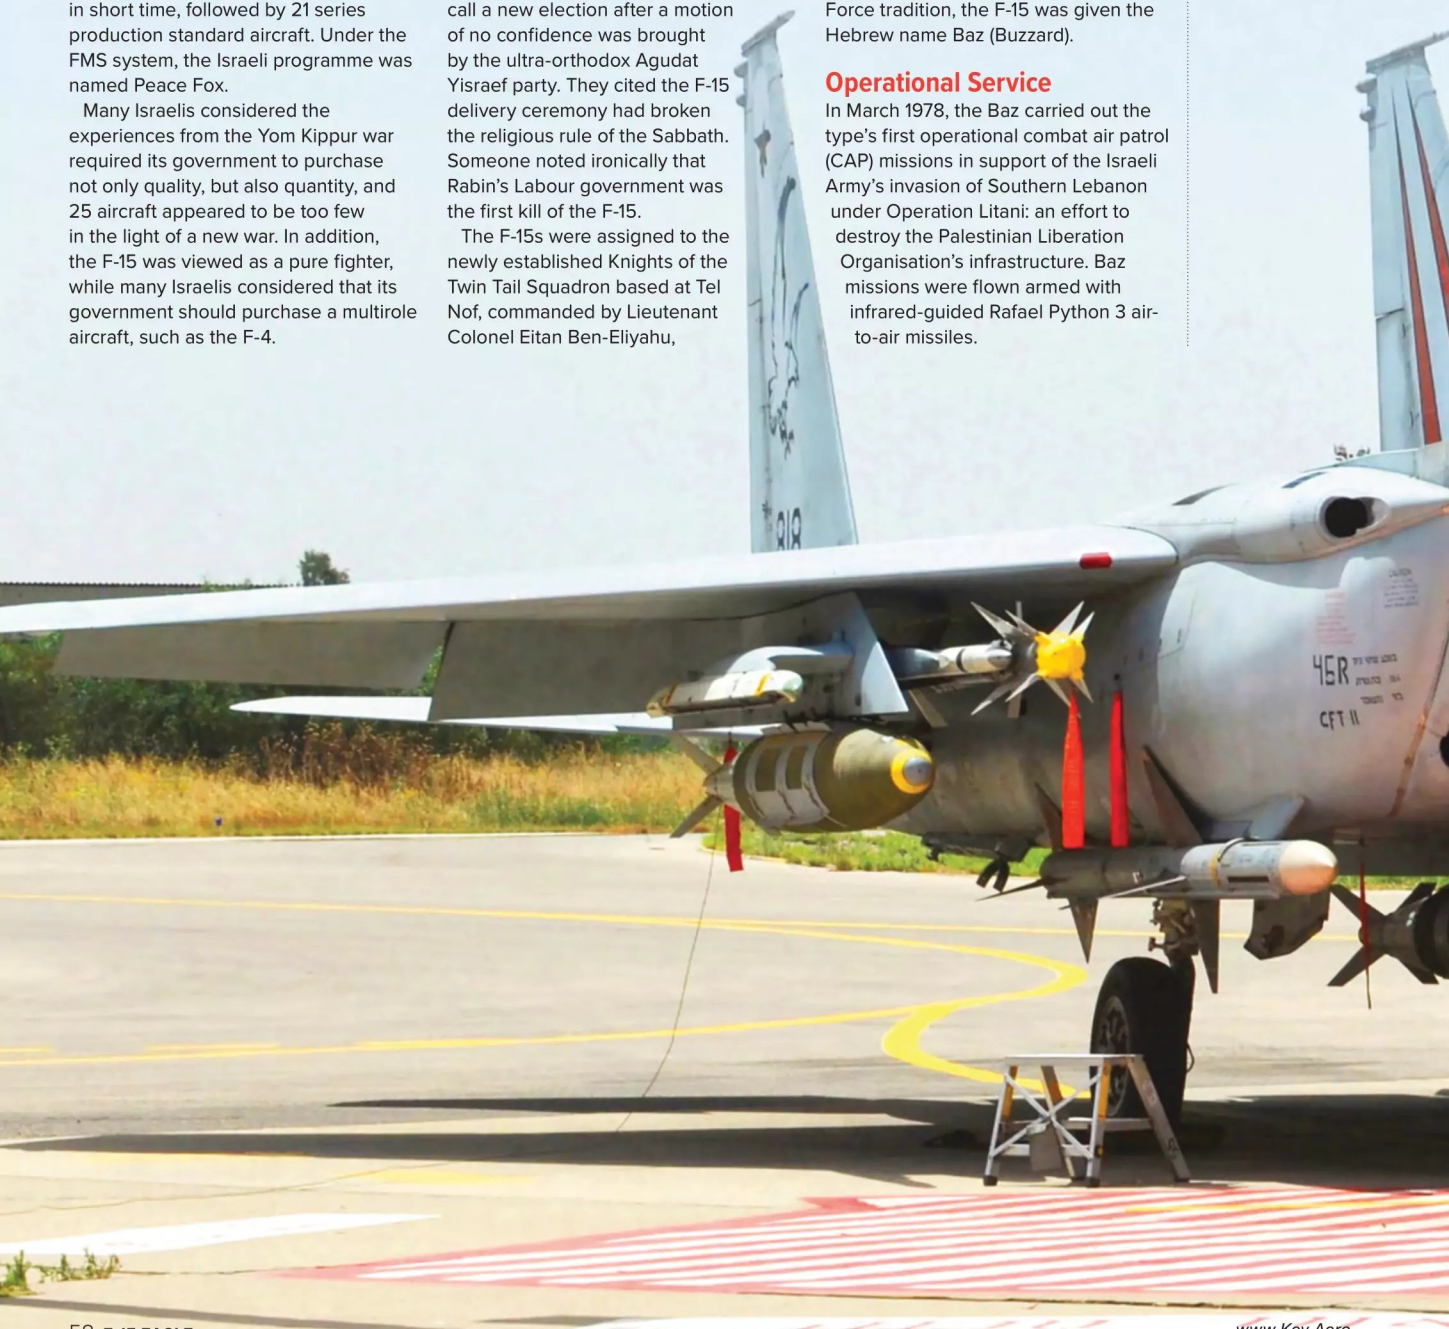 in short time, followed by 21 series
production standard aircraft. Under the
FMS system, the Israeli programme was
named Peace Fox.
Many Israelis considered the
experiences from the Yom Kippur war
required its government to purchase
not only quality, but also quantity, and
25 aircraft appeared to be too few
in the light of a new war. In addition,
the F-15 was viewed as a pure fighter,
while many Israelis considered that its
government should purchase a multirole
aircraft, such as the F-4.
call a new election after a motion
of no confidence was brought
by the ultra-orthodox Agudat
Yisraef party. They cited the F-15
delivery ceremony had broken
the religious rule of the Sabbath.
Someone noted ironically that
Rabin's Labour government was
the first kill of the F-15.
The F-15s were assigned to the
newly established Knights of the
Twin Tail Squadron based at Tel
Nof, commanded by Lieutenant
Colonel Eitan Ben-Eliyahu,
Force tradition, the F-15 was given the
Hebrew name Baz (Buzzard).
Operational Service
In March 1978, the Baz carried out the
type's first operational combat air patrol
(CAP) missions in support of the Israeli
Army's invasion of Southern Lebanon
under Operation Litani: an effort to
destroy the Palestinian Liberation
Organisation's infrastructure. Baz
missions were flown armed with
infrared-guided Rafael Python 3 air-
to-air missiles.
818
46R
CFT II
www.Key.Aero